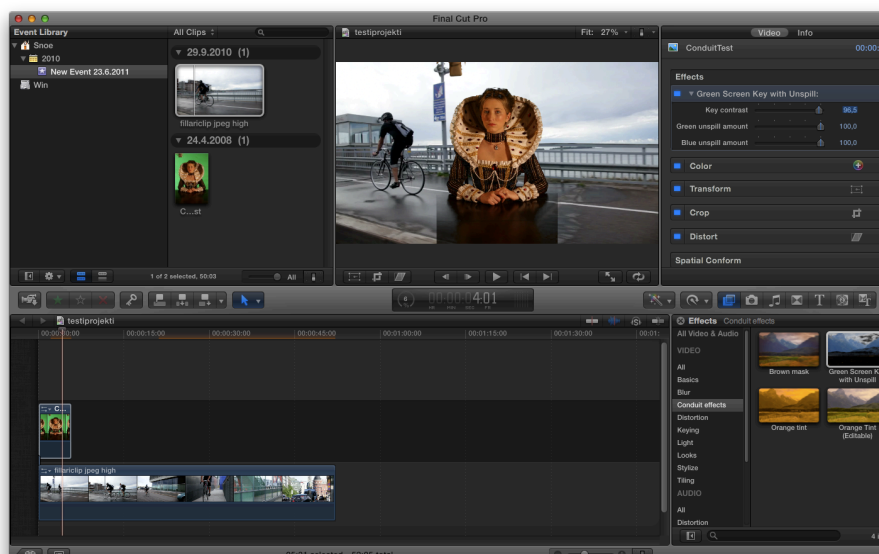 Final Cut Pro
Event Library
All Clips
Snoe
2010
New Event 23.6.2011
Win
29.9.2010 (1)
fillariclip jpeg high
24.4.2008 (1)
C...st
1 of 2 selected, 50:03
All
testiprojekti
Fit: 27%
Video Info
ConduitTest
00:00:
Effects
Green Screen Key with Unspill:
Key contrast 96,5
Green unspill amount 100,0
Blue unspill amount 100,0
Color
Transform
Crop
Distort
Spatial Conform
4:01
testiprojekti
00:00:00:00 00:00:15:00 00:00:30:00 00:00:45:00 00:01:00:00 00:01:15:00 00:01:30:00 00:01:
C...
fillariclip jpeg high
Effects Conduit effects
All Video & Audio
VIDEO
All
Basics
Blur
Conduit effects
Distortion
Keying
Light
Looks
Stylize
Tiling
AUDIO
All
Distortion
Brown mask
Green Screen K
with Unspill
Orange tint
Orange Tint
(Editable)